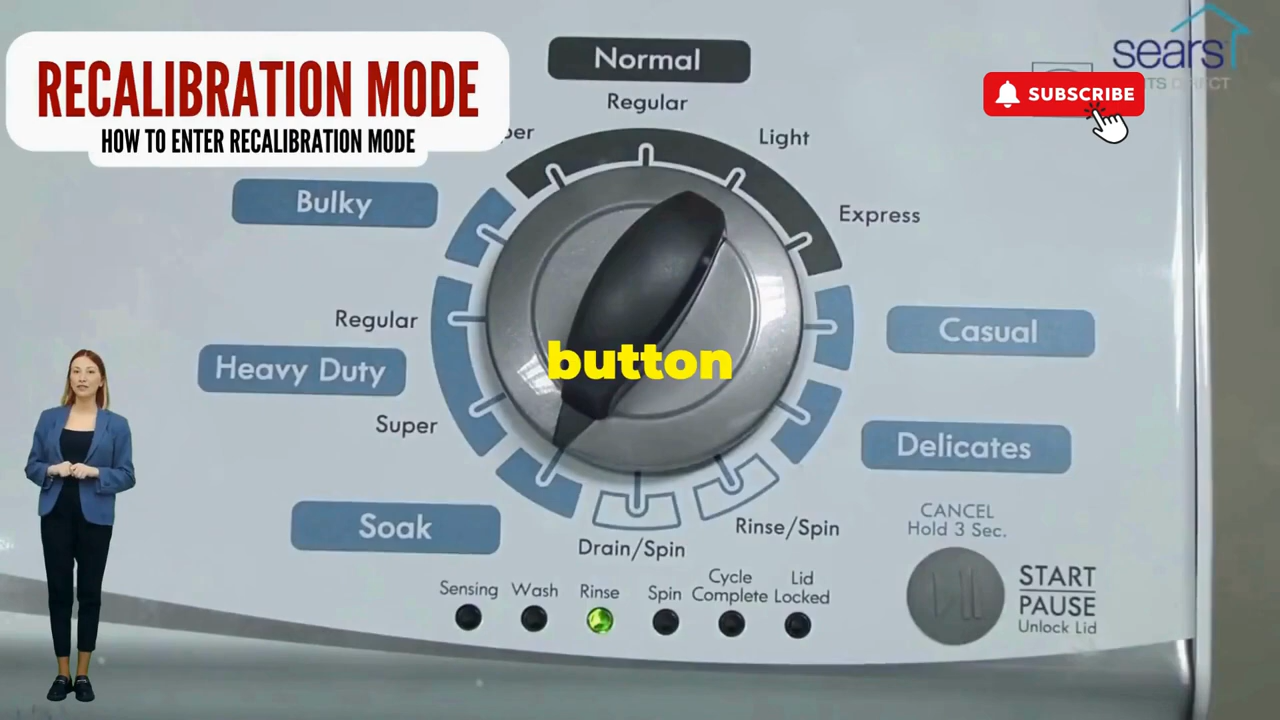 sears
RECALIBRATION MODE
HOW TO ENTER RECALIBRATION MODE
SUBSCRIBE
DIRECT
Normal
Regular
Light
Express
Bulky
Regular
Heavy Duty
Super
Soak
Casual
Delicates
button
Rinse/Spin
Drain/Spin
CANCEL
Hold 3 Sec.
START
PAUSE
Unlock Lid
Sensing
Wash
Rinse
Spin
Cycle
Complete
Lid
Locked